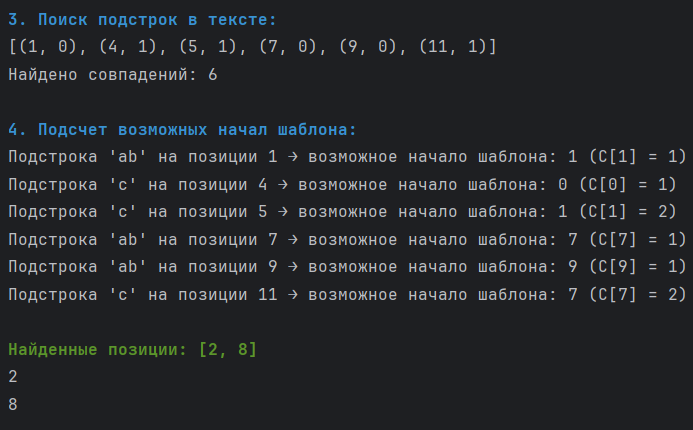 3. Поиск подстрок в тексте:
[(1, 0), (4, 1), (5, 1), (7, 0), (9, 0), (11, 1)]
Найдено совпадений: 6
4. Подсчет возможных начал шаблона:
Подстрока 'ab' на позиции 1 → возможное начало шаблона: 1 (C[1] = 1)
Подстрока 'c' на позиции 4 → возможное начало шаблона: 0 (C[0] = 1)
Подстрока 'c' на позиции 5 → возможное начало шаблона: 1 (C[1] = 2)
Подстрока 'ab' на позиции 7 → возможное начало шаблона: 7 (C[7] = 1)
Подстрока 'ab' на позиции 9 → возможное начало шаблона: 9 (C[9] = 1)
Подстрока 'c' на позиции 11 → возможное начало шаблона: 7 (C[7] = 2)
Найденные позиции: [2, 8]
2
8